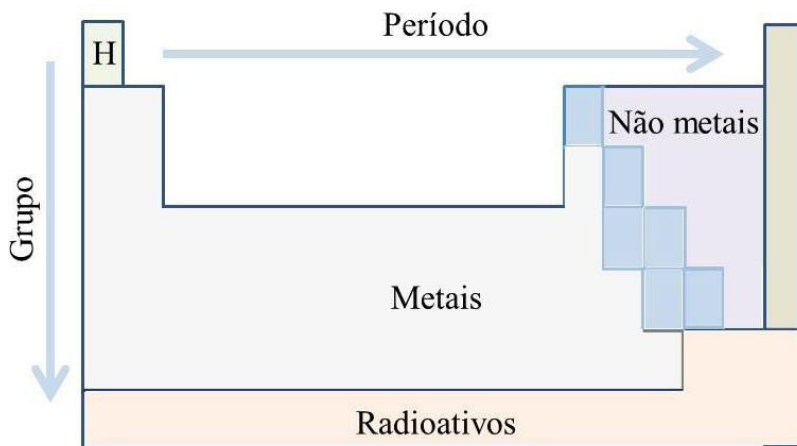 Período
H
Não metais
Grupo
Metais
Radioativos